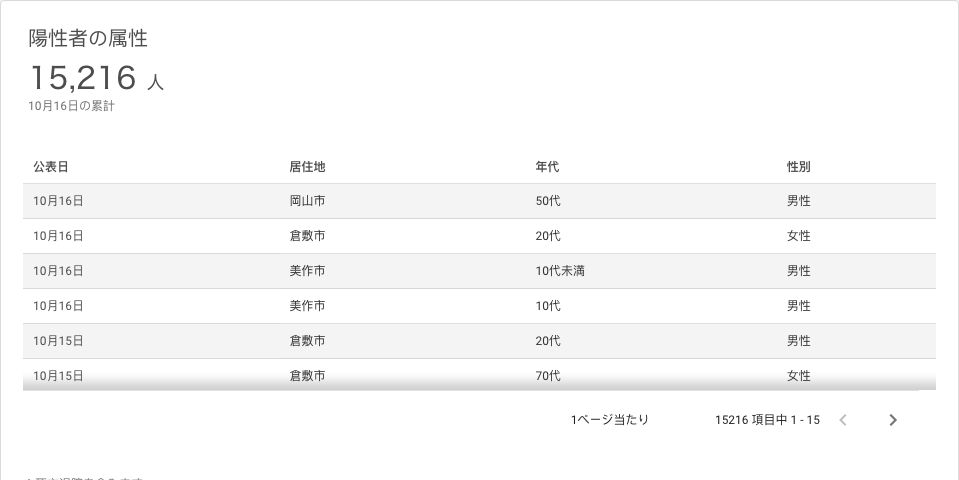 陽性者の属性
15,216 人
10月16日の累計
公表日 居住地 年代 性別
10月16日 岡山市 50代 男性
10月16日 倉敷市 20代 女性
10月16日 美作市 10代未満 男性
10月16日 美作市 10代 男性
10月15日 倉敷市 20代 男性
10月15日 倉敷市 70代 女性
1ページ当たり 15216 項目中 1 - 15